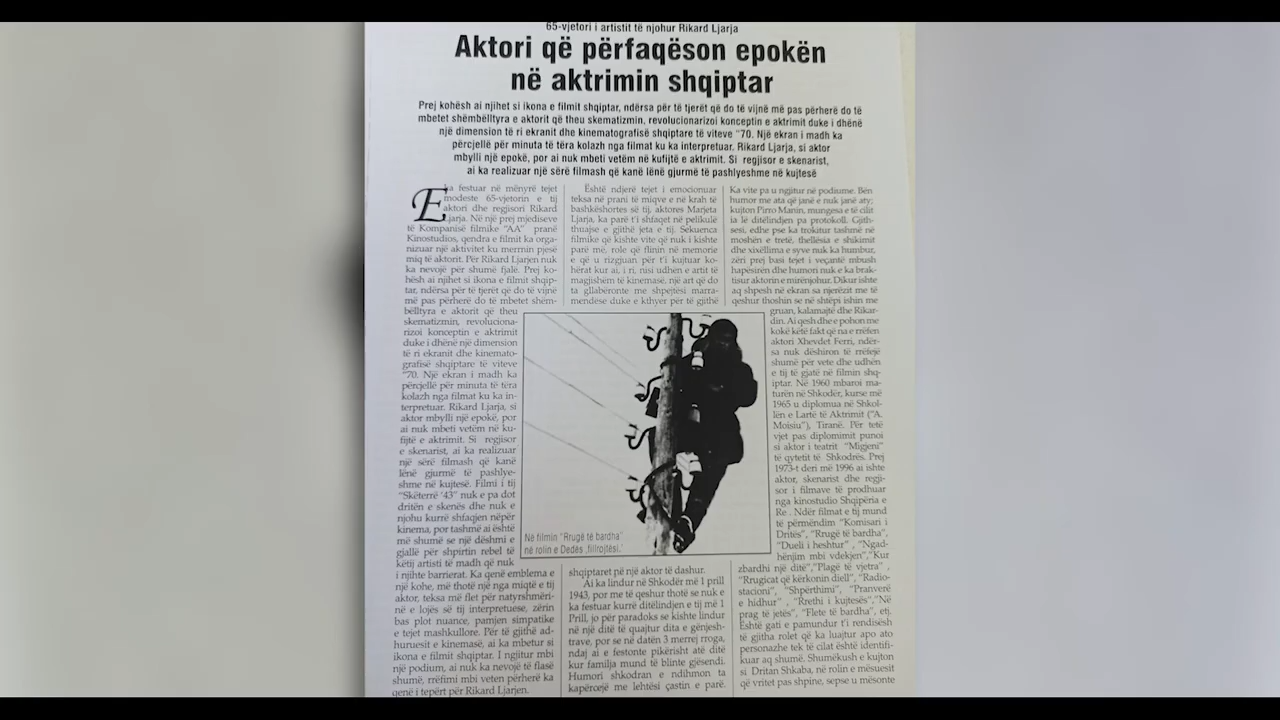 65-vjetori i artistit të njohur Rikard Ljarja
Aktori që përfaqëson epokën
në aktrimin shqiptar
Prej kohësh ai njihet si ikona e filmit shqiptar, ndërsa për të tjerët që do të vijnë më pas përherë do të
mbetet shëmbëlltyra e aktorit që theu skematizmin, revolucionarizoi konceptin e aktrimit duke i dhënë
një dimension të ri ekranit dhe kinematografisë shqiptare të viteve "70. Një ekran i madh ka
përcjellë për minuta të tëra kolazh nga filmat ku ka interpretuar. Rikard Ljarja, si aktor
mbylli një epokë, por ai nuk mbeti vetëm në kufijtë e aktrimit. Si regjisor e skenarist,
ai ka realizuar një sërë filmash që kanë lënë gjurmë të pashlyeshme në kujtesë
E ka festuar në mënyrë tejet
modeste 65-vjetorin e tij
aktori dhe regjisori Rikard
Ljarja. Në një prej mjediseve
të Kompanisë filmike "AA" pranë
Kinostudios, qendra e filmit ka orga-
nizuar një aktivitet ku mermin pjesë
miq të aktorit. Për Rikard Ljarjen nuk
ka nevojë për shumë fjalë. Prej ko-
hësh ai njihet si ikona e filmit shqip-
tar, ndërsa për të tjerët që do të vijnë
më pas përherë do të mbetet shëm-
bëlltyra e aktorit që theu
skematizmin, revoluciona-
rizoi konceptin e aktrimit
duke i dhënë një dimension
të ri ekranit dhe kinemato-
grafisë shqiptare të viteve
"70. Një ekran i madh ka
përcjellë për minuta të tëra
kolazh nga filmat ku ka in-
terpretuar. Rikard Ljarja, si
aktor mbylli një epokë, por
ai nuk mbeti vetëm në ku-
fijtë e aktrimit. Si regjisor
e skenarist, ai ka realizuar
një sërë filmash që kanë
lënë gjurmë të pashlye-
shme në kujtesë. Filmi i tij
"Skëterrë '43" nuk e pa dot
dritën e skenës dhe nuk e
njohu kurrë shfaqjen nëpër
kinema, por tashmë ai është
më shumë se një dëshmi e
gjallë për shpirtin rebel të
këtij artisti të madh që nuk
i njihte barrierat. Ka qenë emblema e
një kohe, më thotë një nga miqtë e tij
aktor, teksa më flet për natyrshmëri-
në e lojës së tij interpretuese, zërin
bas plot nuance, pamjen simpatike
e tejet mashkullore. Për të gjithë ad-
huruesit e kinemasë, ai ka mbetur si
ikona e filmit shqiptar. I ngjitur mbi
një podium, ai nuk ka nevojë të flasë
shumë, rrëfimi mbi veten përherë ka
qenë i tepërt për Rikard Ljarjen.
Është ndjerë tejet i emocionuar
teksa në prani të miqve e në krah të
bashkëshortes së tij, aktores Marjeta
Ljarja, ka parë t'i shfaqet në pelikulë
thuajse e gjithë jeta e tij. Sekuenca
filmike që kishte vite që nuk i kishte
parë më, role që flinin në memorie
e që u rizgjuan për t'i kujtuar ko-
hërat kur ai, i ri, rusi udhen e artit të
magjishëm të kinemasë, një art që do
ta gllabëronte me shpejtësi marra-
mendëse duke e kthyer për të gjithë
Në filmin "Rrugë të bardha"
në rolin e Dedës ,fillrojtësi.'
shqiptarët në një aktor të dashur.
Ai ka lindur në Shkodër më 1 prill
1943, por me të qeshur thotë se nuk e
ka festuar kurrë ditëlindjen e tij më 1
Prill, jo për paradoks se kishte lindur
në një ditë të quajtur dita e gënjesh-
trave, por se në datën 3 merrej rroga,
ndaj ai e festonte pikërisht atë ditë
kur familja mund të blinte gjësendi.
Humori shkodran e ndihmon ta
kapërcejë me lehtësi çastin e parë.
Ka vite pa u ngjitur në podiume. Bën
humor me ata që janë e nuk janë aty;
kujton Pirro Manin, mungesa e të cilit
ia lë ditëlindjen pa protokoll. Gjith-
sesi, edhe pse ka trokitur tashmë në
moshën e tretë, thellësia e shikimit
dhe xixëllima e syve nuk ka humbur,
zëri prej basi tejet i veçantë mbush
hapësirën dhe humori nuk e ka brak-
tisur aktorin e mirënjohur. Dikur ishte
aq shpesh në ekran sa njerëzit me të
qeshur thoshin se në shtëpi ishin me
gruan, kalamajtë dhe Rikar-
din. Ai qesh dhe e pohon me
kokë këtë fakt që na e rrëfen
aktori Xhevdet Ferri, ndër-
sa nuk dëshiron të rrëfejë
shumë për vete dhe udhën
e tij të gjatë në filmin shq-
iptar. Në 1960 mbaroi ma-
turën në Shkodër, kurse më
1965 u diplomua në Shkol-
lën e Lartë të Aktrimit ("A.
Moisiu"), Tiranë. Për tetë
vjet pas diplomimit punoi
si aktor i teatrit "Migjeni"
të qytetit të Shkodrës. Prej
1973-t deri më 1996 ai ishte
aktor, skenarist dhe regji-
sor i filmave të prodhuar
nga kinostudio Shqipëria e
Re . Ndër filmat e tij mund
të përmëndim "Komisari i
Dritës", "Rrugë të bardha",
"Dueli i heshtur" , "Ngad-
hënjim mbi vdekjen","Kur
zbardhi një ditë","Plagë të vjetra" ,
"Rrugicat që kërkonin diell", "Radio-
stacioni", "Shpërthimi", "Pranverë
e hidhur" , "Rrethi i kujtesës","Në
prag të jetës", "Flete të bardha", etj.
Është gati e pamundur t'i rendisësh
të gjitha rolet që ka luajtur apo ato
personazhe tek të cilat është identifi-
kuar aq shumë. Shumëkush e kujton
si Dritan Shkaba, në rolin e mësuesit
që vritet pas shpine, sepse u mësonte